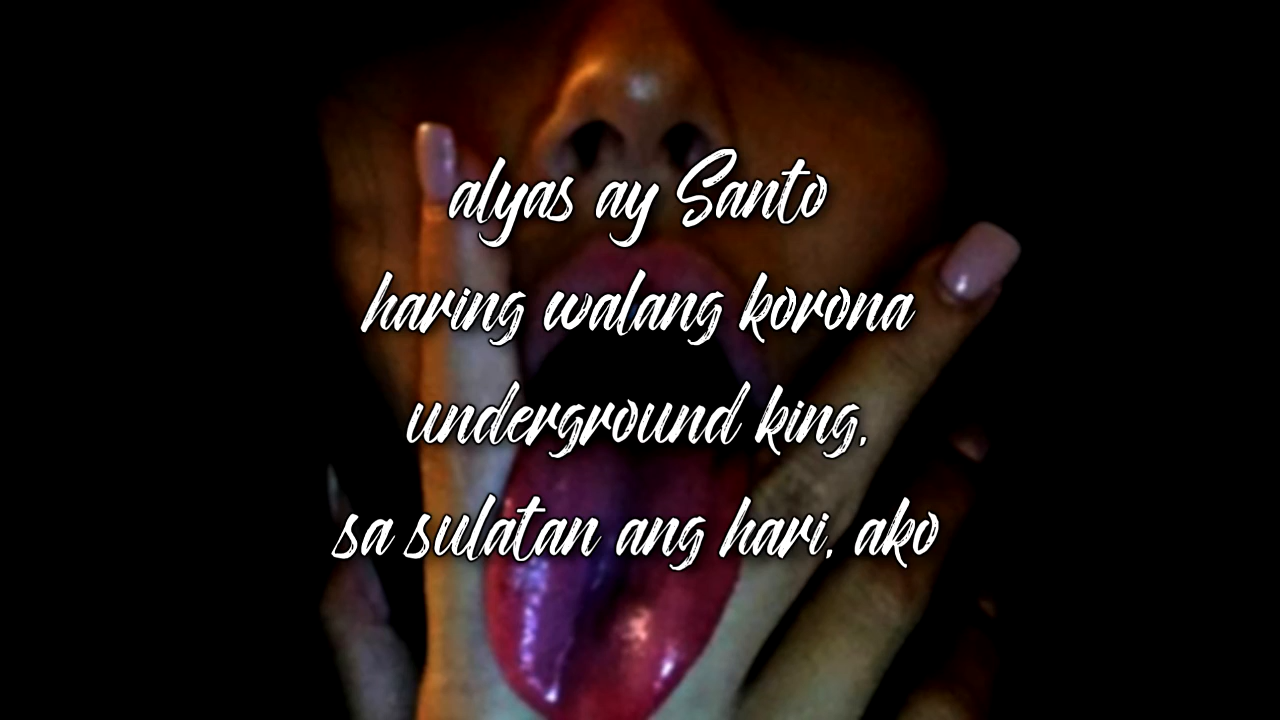 alyas ay Santo
haring walang korona
underground king,
sa sulatan ang hari, ako